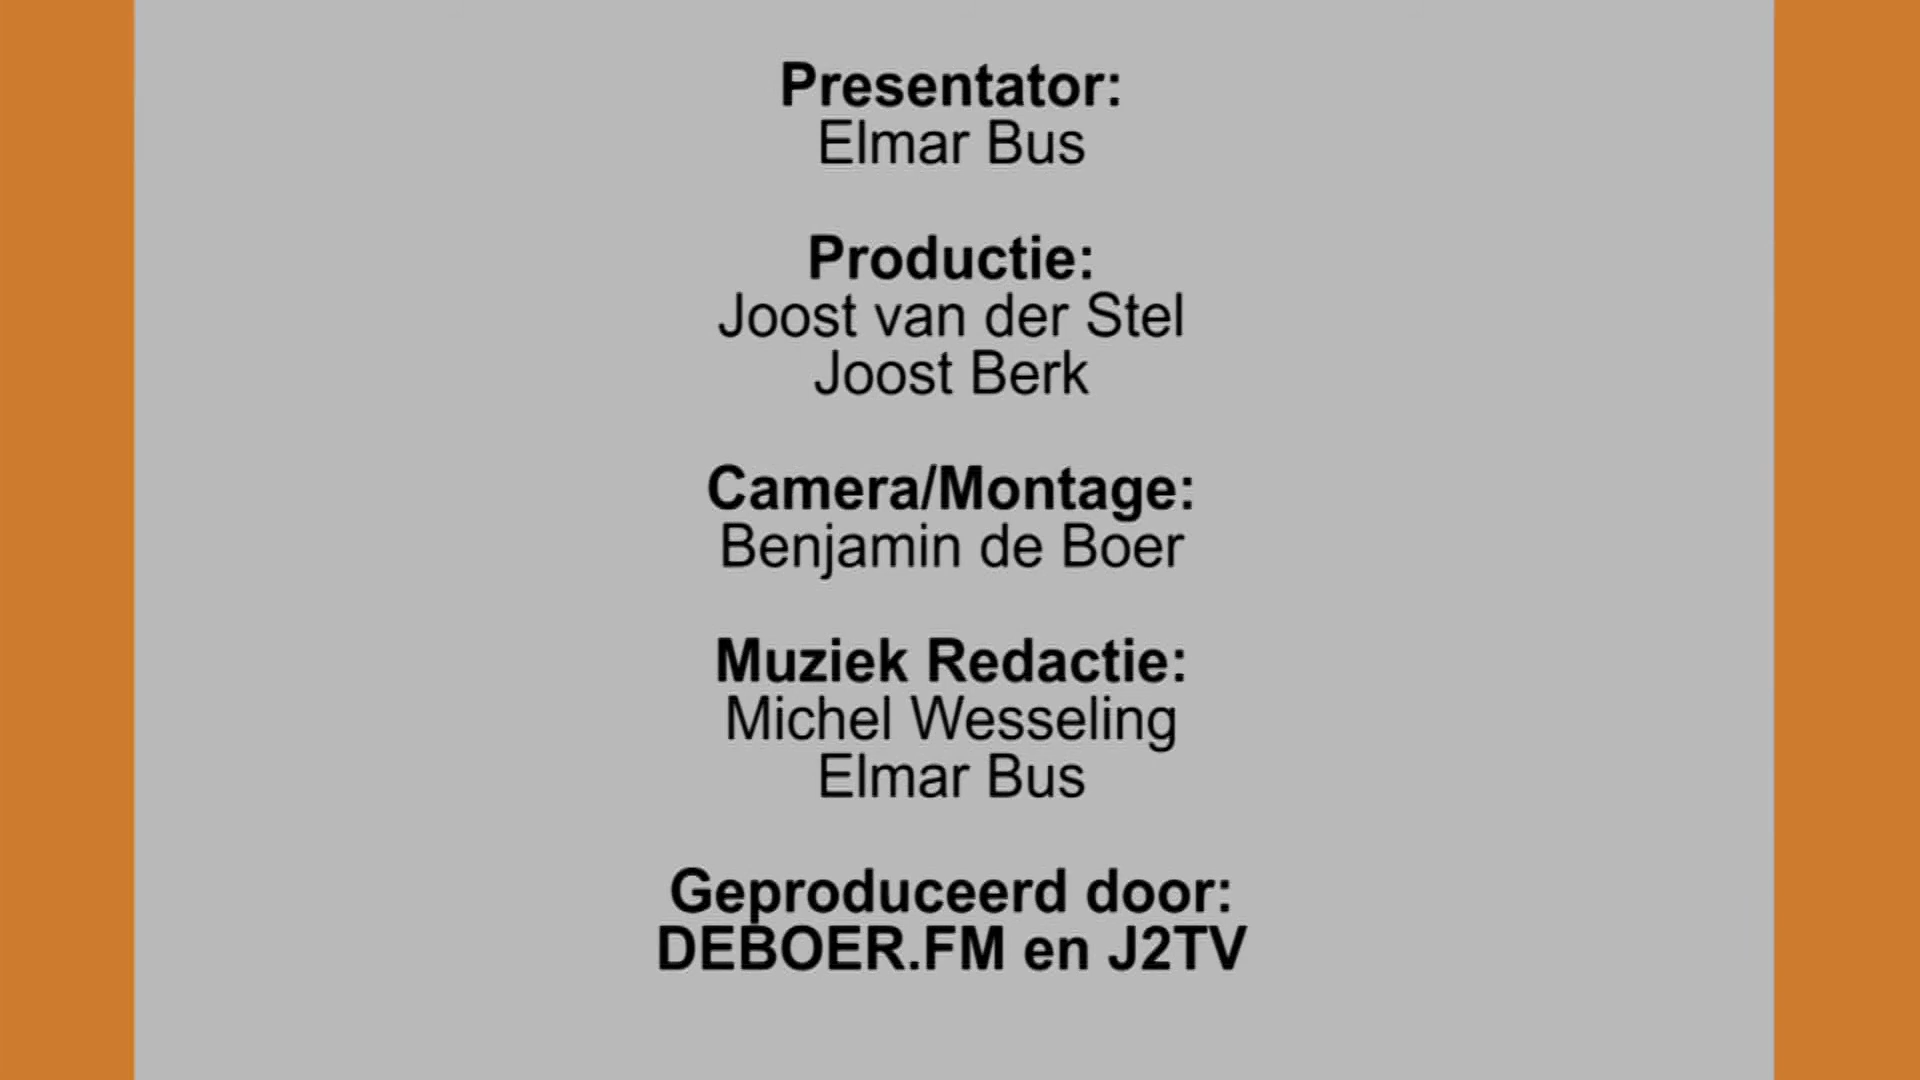 Presentator:
Elmar Bus
Productie:
Joost van der Stel
Joost Berk
Camera/Montage:
Benjamin de Boer
Muziek Redactie:
Michel Wesseling
Elmar Bus
Geproduceerd door:
DEBOER.FM en J2TV